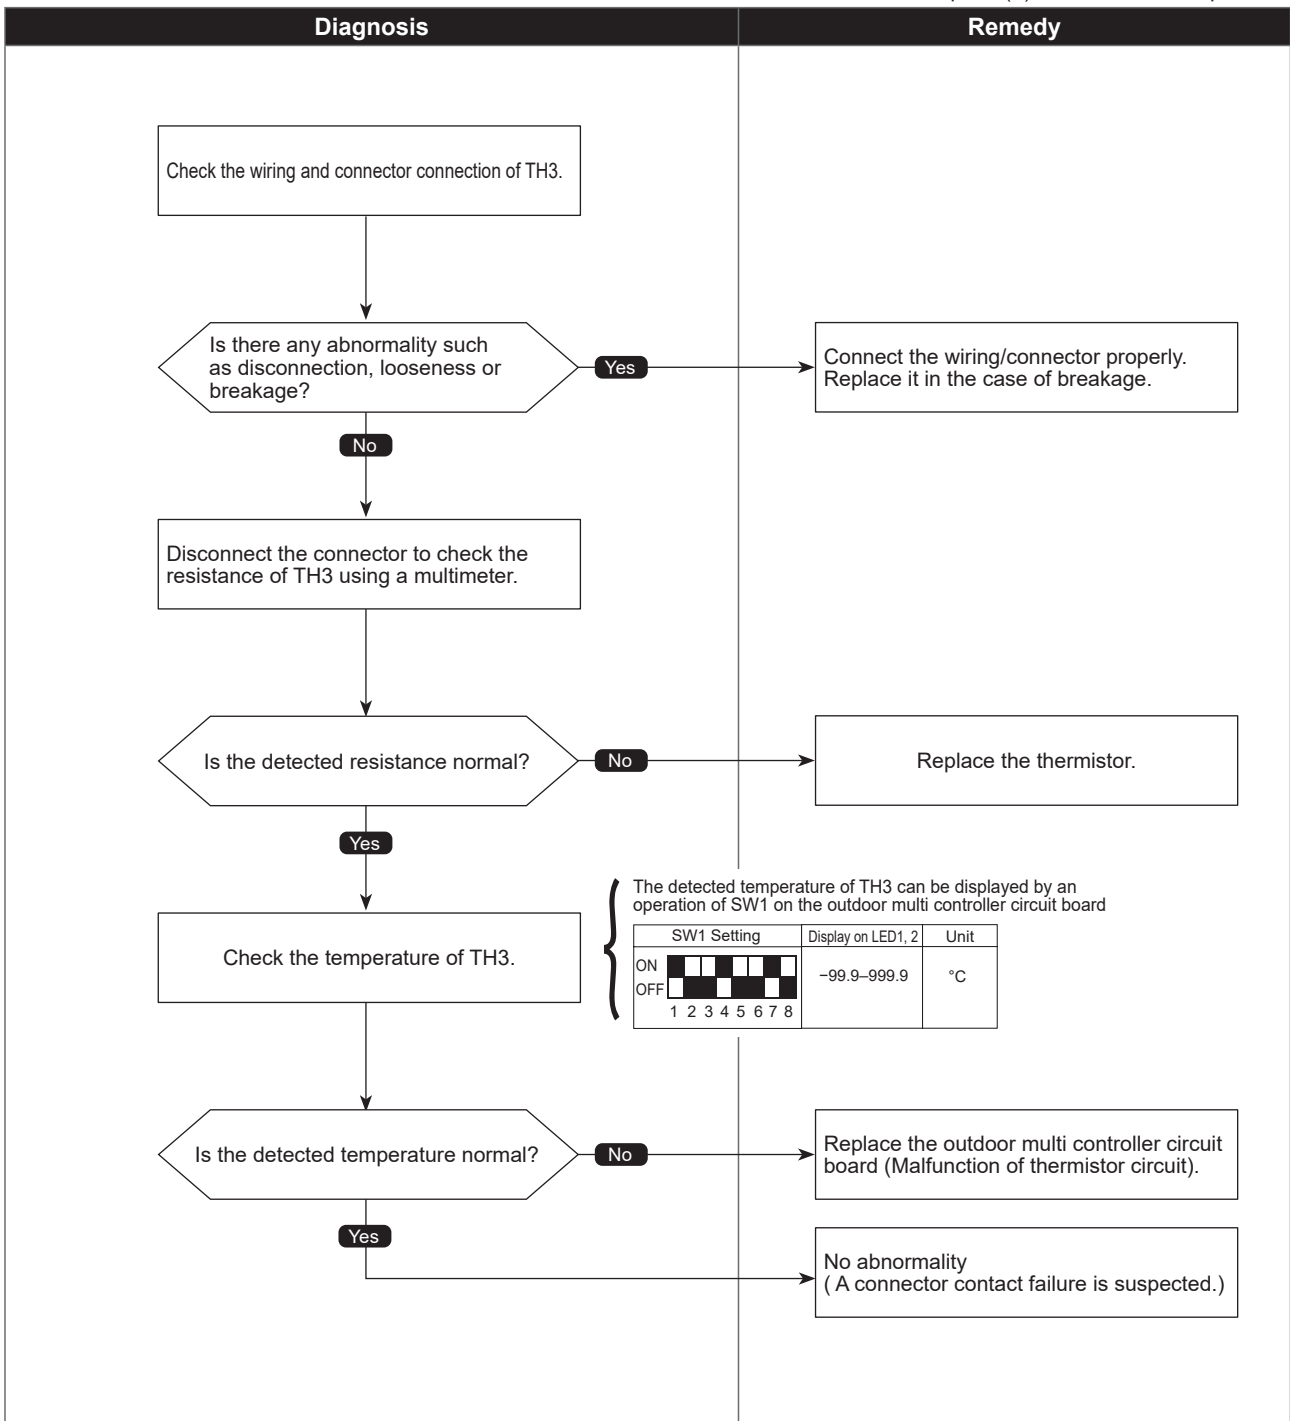 Diagnosis
Remedy
Check the wiring and connector connection of TH3.
Is there any abnormality such
as disconnection, looseness or
breakage?
Yes
Connect the wiring/connector properly.
Replace it in the case of breakage.
No
Disconnect the connector to check the
resistance of TH3 using a multimeter.
Is the detected resistance normal?
No
Replace the thermistor.
Yes
The detected temperature of TH3 can be displayed by an
operation of SW1 on the outdoor multi controller circuit board
SW1 Setting
Display on LED1, 2
Unit
ON
OFF
1 2 3 4 5 6 7 8
−99.9–999.9
°C
Check the temperature of TH3.
Is the detected temperature normal?
No
Replace the outdoor multi controller circuit
board (Malfunction of thermistor circuit).
Yes
No abnormality
( A connector contact failure is suspected.)